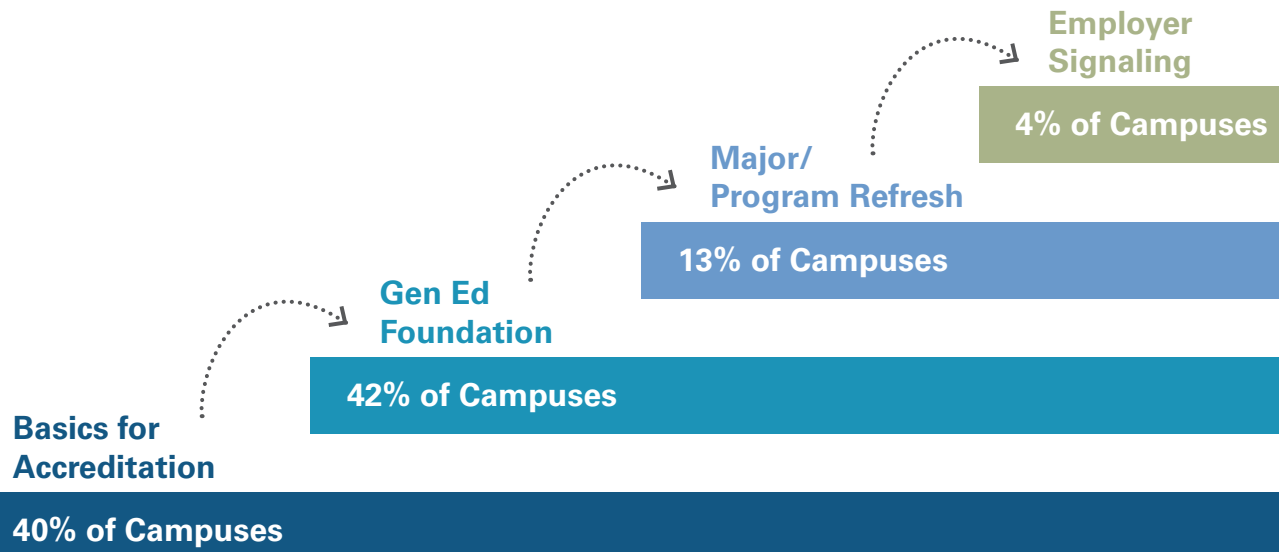 Employer
Signaling
4% of Campuses
Major/
Program Refresh
13% of Campuses
Gen Ed
Foundation
42% of Campuses
Basics for
Accreditation
40% of Campuses